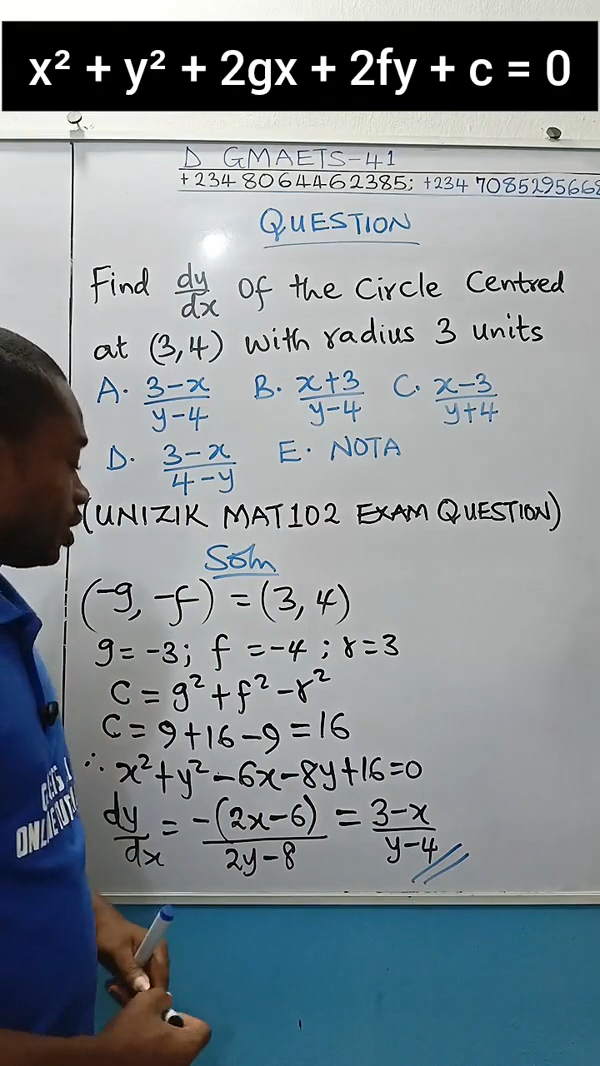 x² + y² + 2gx + 2fy + c = 0
D GMAETS-41
+234 8064462385; +234 7085295668
QUESTION
Find dy/dx of the circle centred
at (3,4) with radius 3 units
A. 3-x/y-4 B. x+3/y-4 C. x-3/y+4
D. 3-x/4-y E. NOTA
(UNIZIK MAT102 EXAM QUESTION)
Soln
(-g, -f) = (3, 4)
g = -3; f = -4; r = 3
C = g² + f² - r²
C = 9+16-9 = 16
∴ x²+y²-6x-8y+16=0
dy/dx = -(2x-6)/2y-8 = 3-x/y-4